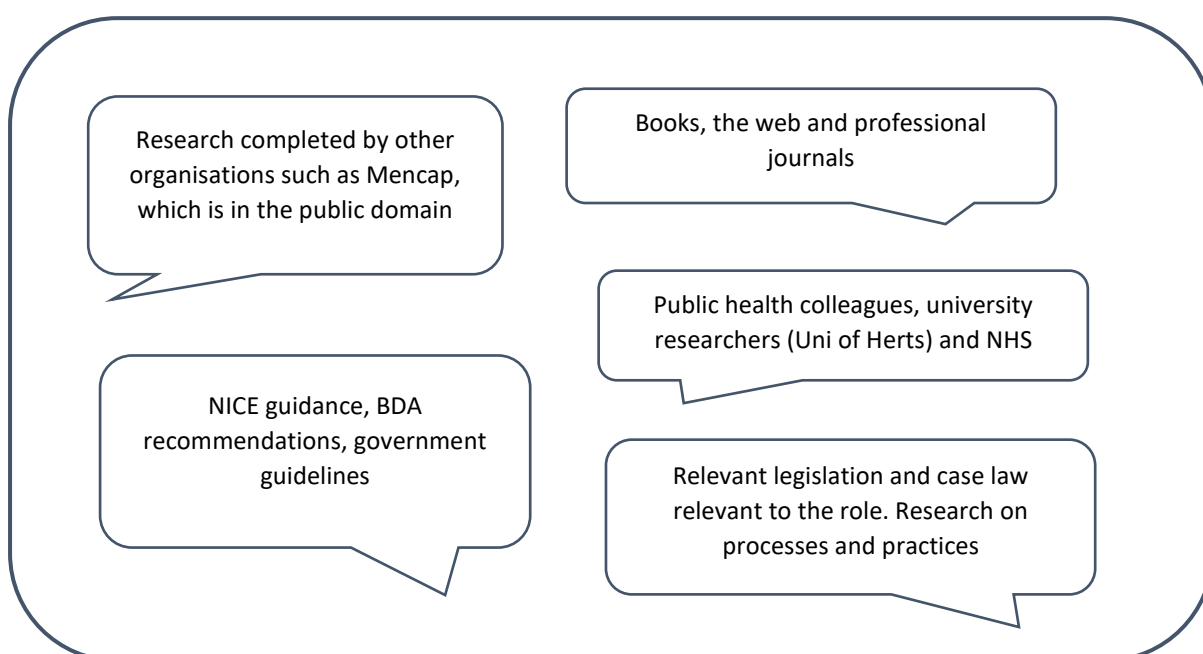 Research completed by other
organisations such as Mencap,
which is in the public domain
Books, the web and professional
journals
Public health colleagues, university
researchers (Uni of Herts) and NHS
NICE guidance, BDA
recommendations, government
guidelines
Relevant legislation and case law
relevant to the role. Research on
processes and practices